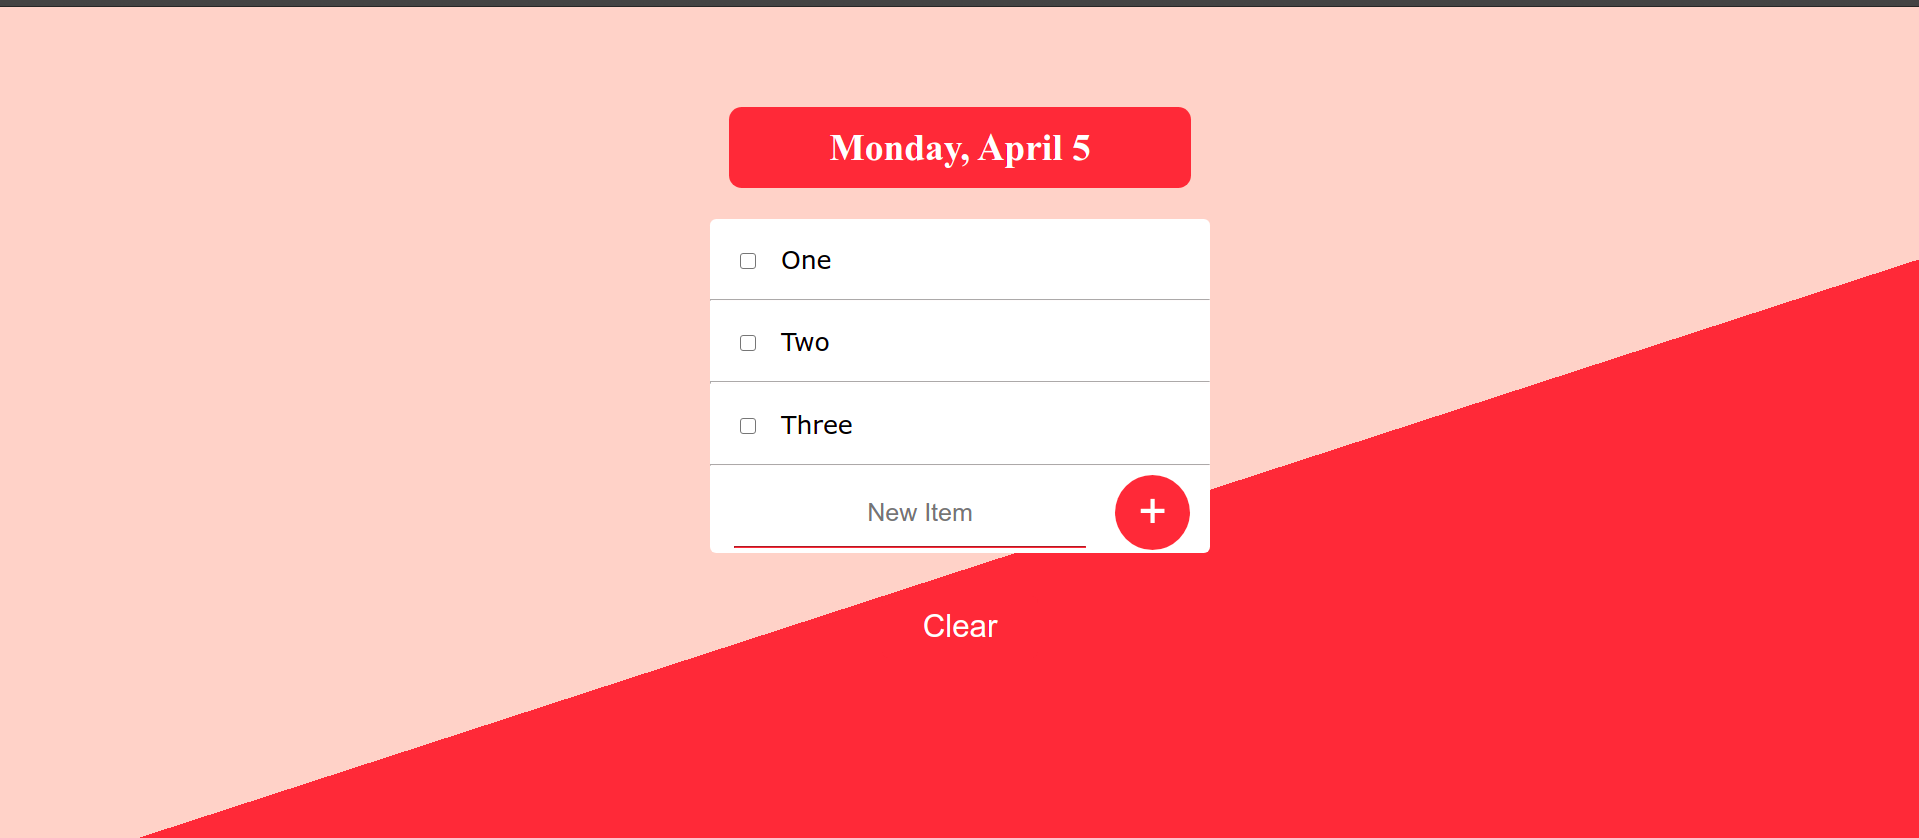 Monday, April 5
One
Two
Three
New Item
+
Clear